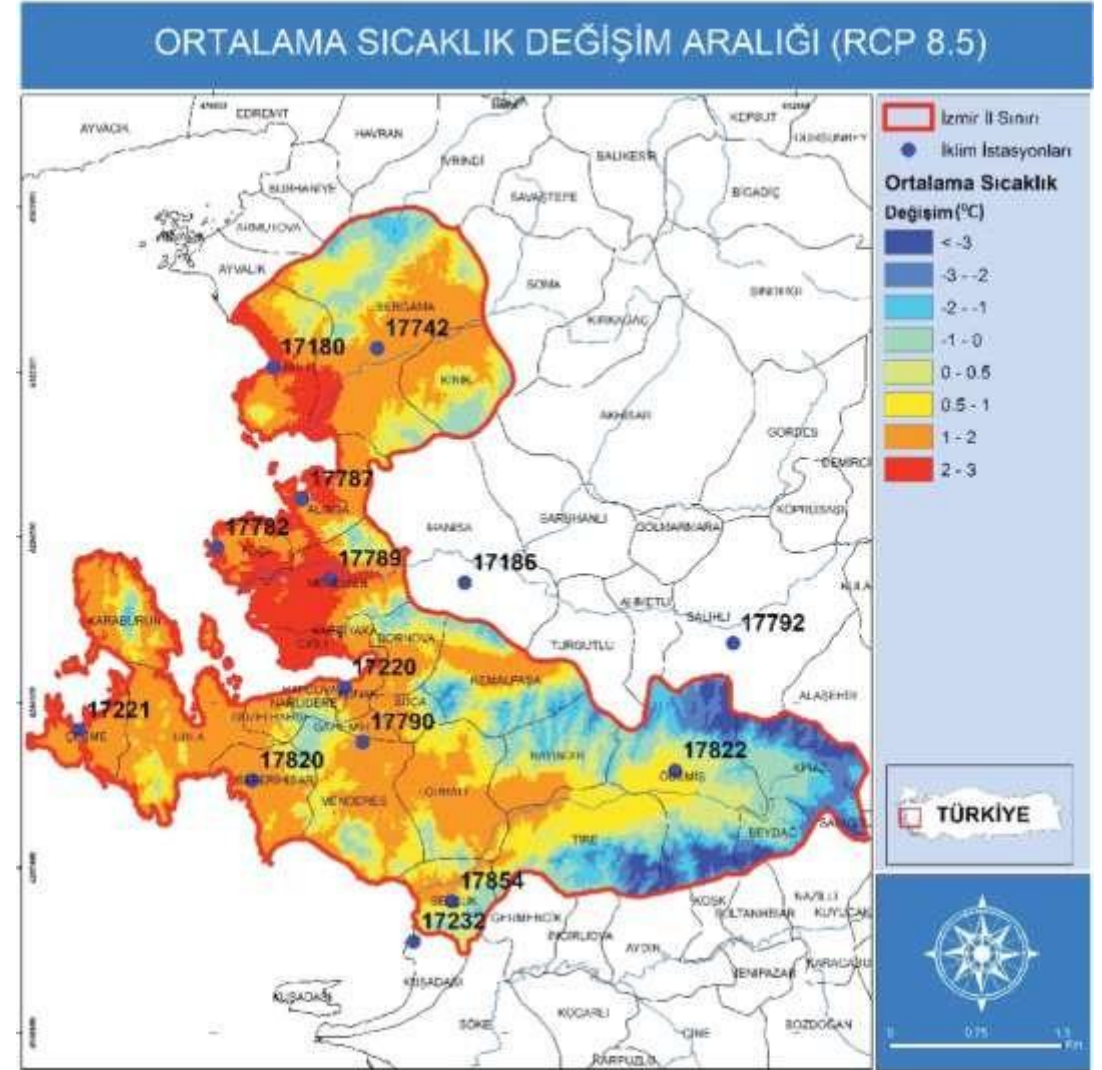 ORTALAMA SICAKLIK DEĞİŞİM ARALIĞI (RCP 8.5)
İzmir İl Sınırı
İklim İstasyonları
Ortalama Sıcaklık
Değişim (°C)
< -3
-3 - -2
-2 - -1
-1 - 0
0 - 0.5
0.5 - 1
1 - 2
2 - 3
TÜRKİYE
0 0.75 1.5
Km
EDREMİT
AYVACIK
HAVRAN
İVRİNDİ
BALIKESİR
KEPSUT
DURSUNBEY
BURHANİYE
SAVAŞTEPE
BİGADİÇ
AYVALIK
SOMA
SINDIRGI
BERGAMA
17742
KIRKAĞAÇ
17180
KINIK
AKHİSAR
GÖRDES
DEMİRCİ
17787
ALİAĞA
KÖPRÜBAŞI
SARUHANLI
GÖLMARMARA
MANİSA
17782
17789
17186
AHMETLİ
SALİHLİ
KULA
KARABURUN
BORNOVA
TURGUTLU
17792
17220
KEMALPAŞA
ALAŞEHİR
NARLIDERE
BUCA
17221
ÇEŞME
URLA
17790
BAYINDIR
17822
ÖDEMİŞ
KİRAZ
17820
MENDERES
TİRE
BEYDAĞ
17854
SELÇUK
17232
GERMENCİK
KÖŞK
SULTANHİSAR
NAZİLLİ
KUYUCAK
İNCİRLİOVA
AYDIN
YENİPAZAR
KARACASU
KUŞADASI
KUŞADASI
SÖKE
KOÇARLI
ÇİNE
BOZDOĞAN
KARPUZLU